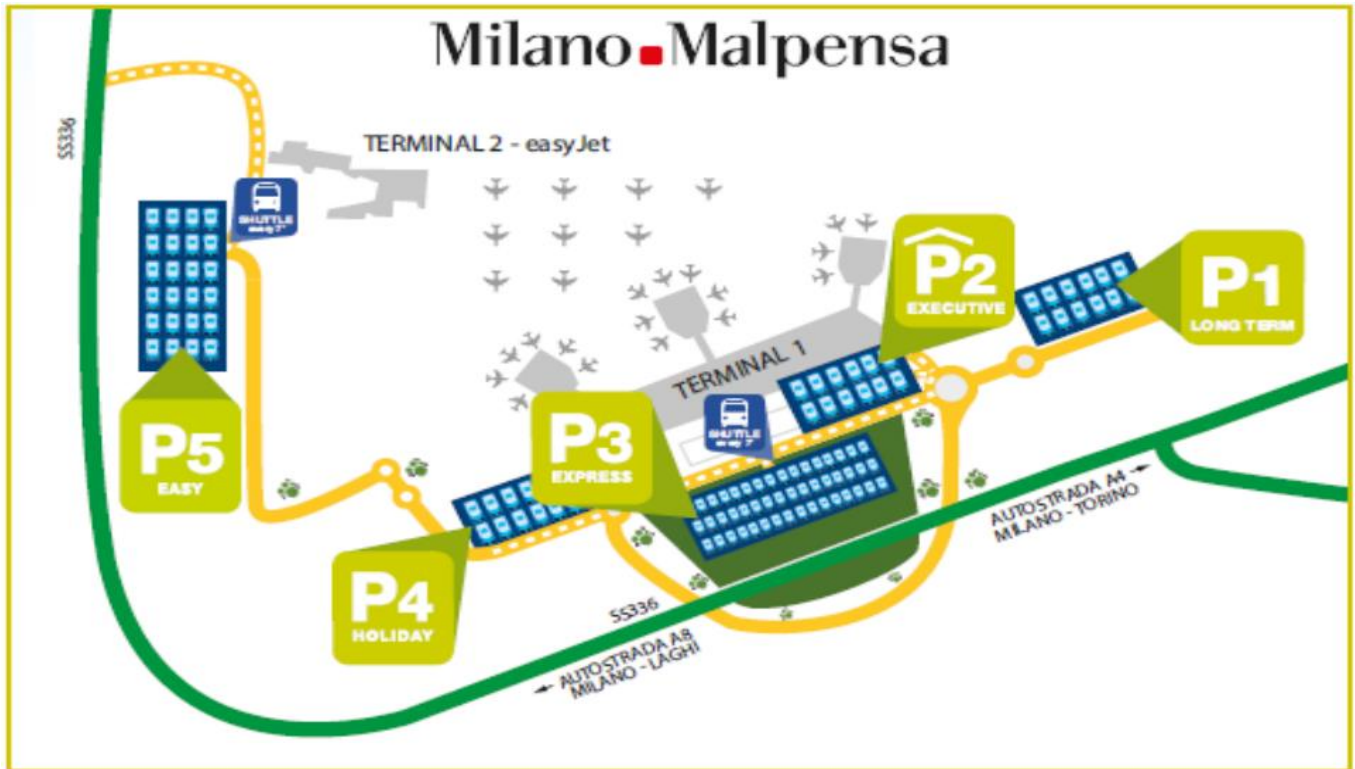 Milano Malpensa
SS336
TERMINAL 2 - easyJet
SHUTTLE
P2
EXECUTIVE
P1
LONG TERM
TERMINAL 1
SHUTTLE
P3
EXPRESS
P5
EASY
P4
HOLIDAY
AUTOSTRADA A4
MILANO - TORINO
SS336
AUTOSTRADA A8
MILANO - LAGHI